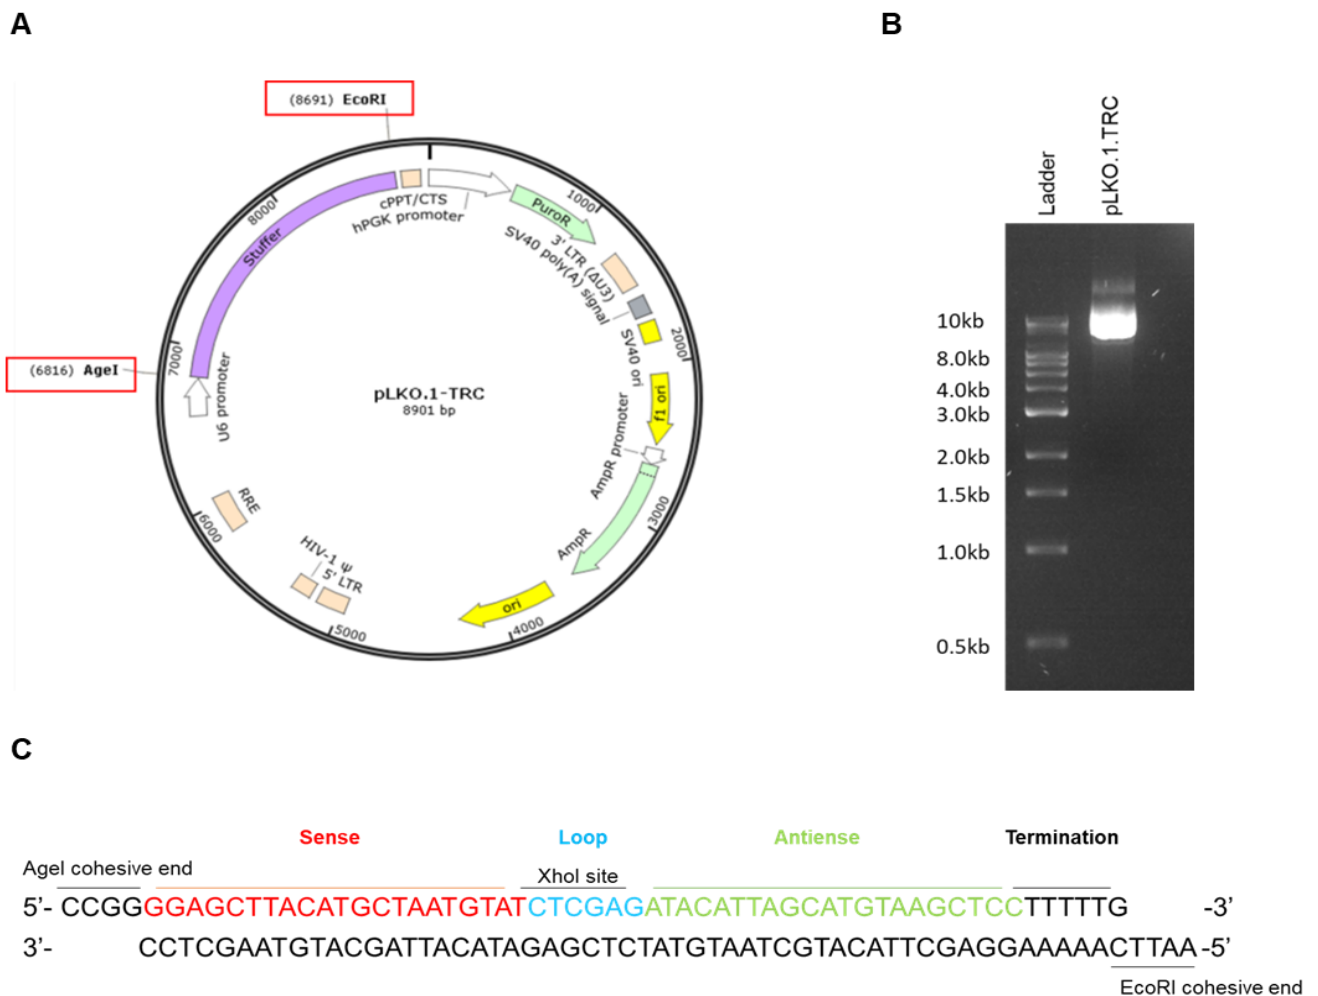 A
B
(8691) EcoRI
cPPT/CTS
hPGK promoter
PuroR
1000
3' LTR (ΔU3)
SV40 poly(A) signal
SV40 ori
2000
f1 ori
AmpR promoter
3000
AmpR
ori
4000
5000
5' LTR
HIV-1 Ψ
RRE
6000
U6 promoter
(6816) AgeI
7000
Stuffer
8000
pLKO.1-TRC
8901 bp
Ladder
pLKO.1.TRC
10kb
8.0kb
4.0kb
3.0kb
2.0kb
1.5kb
1.0kb
0.5kb
C
Sense Loop Antiense Termination
AgeI cohesive end XhoI site
5'- CCGGGGAGCTTACATGCTAATGTATCTCGAGATACATTAGCATGTAAGCTCCTTTTTG -3'
3'- CCTCGAATGTACGATTACATAGAGCTCTATGTAATCGTACATTCGAGGAAAAACTTAA -5'
EcoRI cohesive end